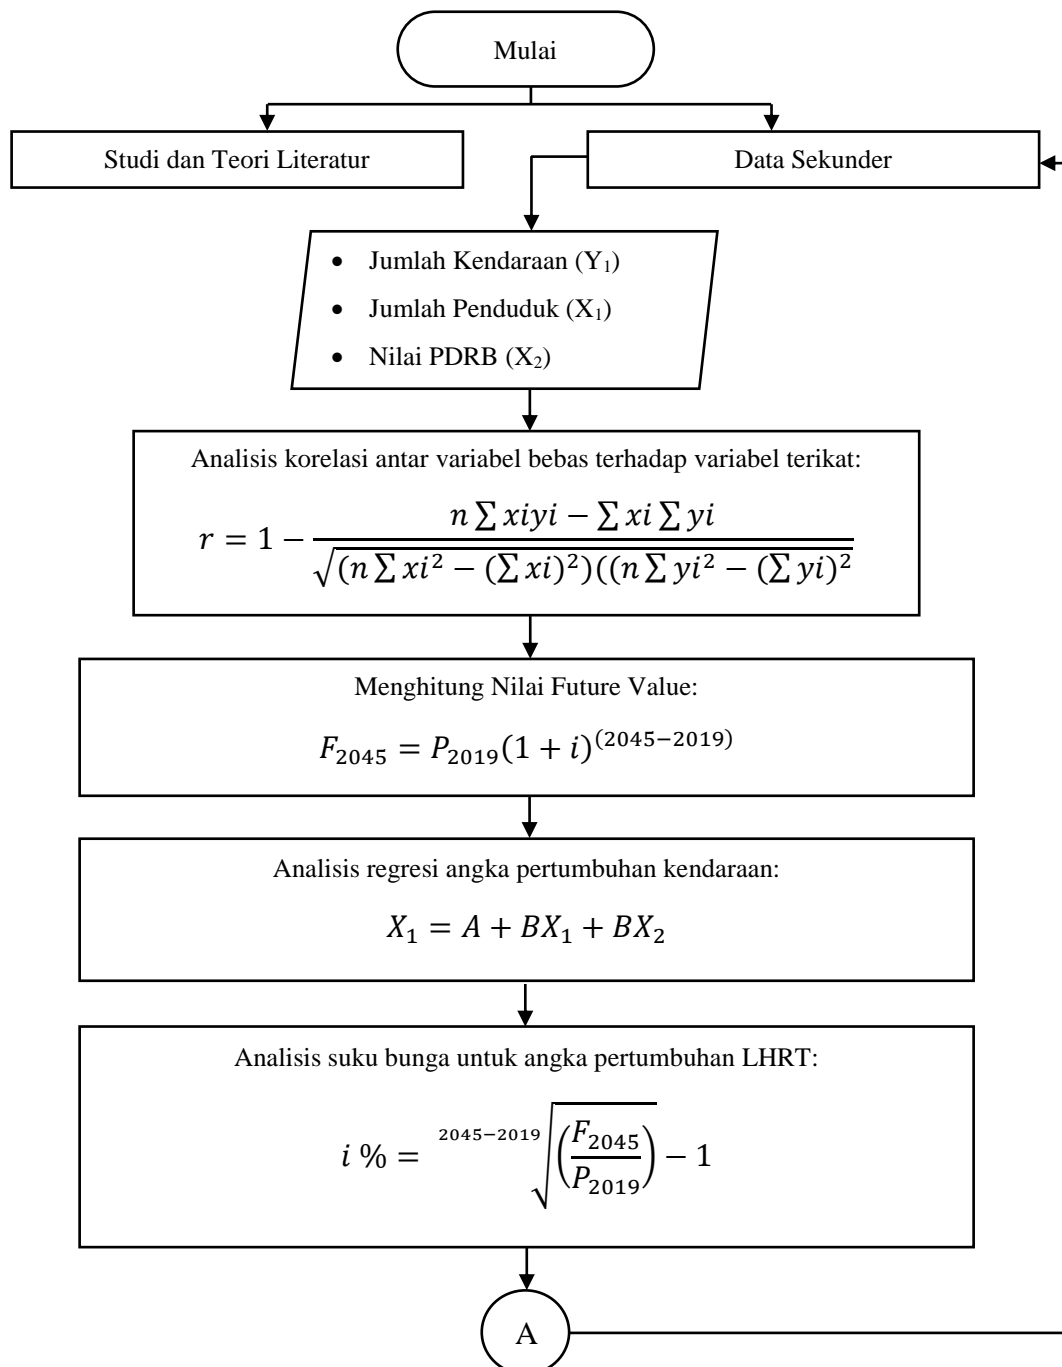 Mulai
Studi dan Teori Literatur
Data Sekunder
• Jumlah Kendaraan (Y₁)
• Jumlah Penduduk (X₁)
• Nilai PDRB (X₂)
Analisis korelasi antar variabel bebas terhadap variabel terikat:
r = 1 − (n ∑ xiyi − ∑ xi ∑ yi) / √((n ∑ xi² − (∑ xi)²)((n ∑ yi² − (∑ yi)²
Menghitung Nilai Future Value:
F₂₀₄₅ = P₂₀₁₉(1 + i)⁽²⁰⁴⁵⁻²⁰¹⁹⁾
Analisis regresi angka pertumbuhan kendaraan:
X₁ = A + BX₁ + BX₂
Analisis suku bunga untuk angka pertumbuhan LHRT:
i % = ²⁰⁴⁵⁻²⁰¹⁹√(F₂₀₄₅/P₂₀₁₉) − 1
A